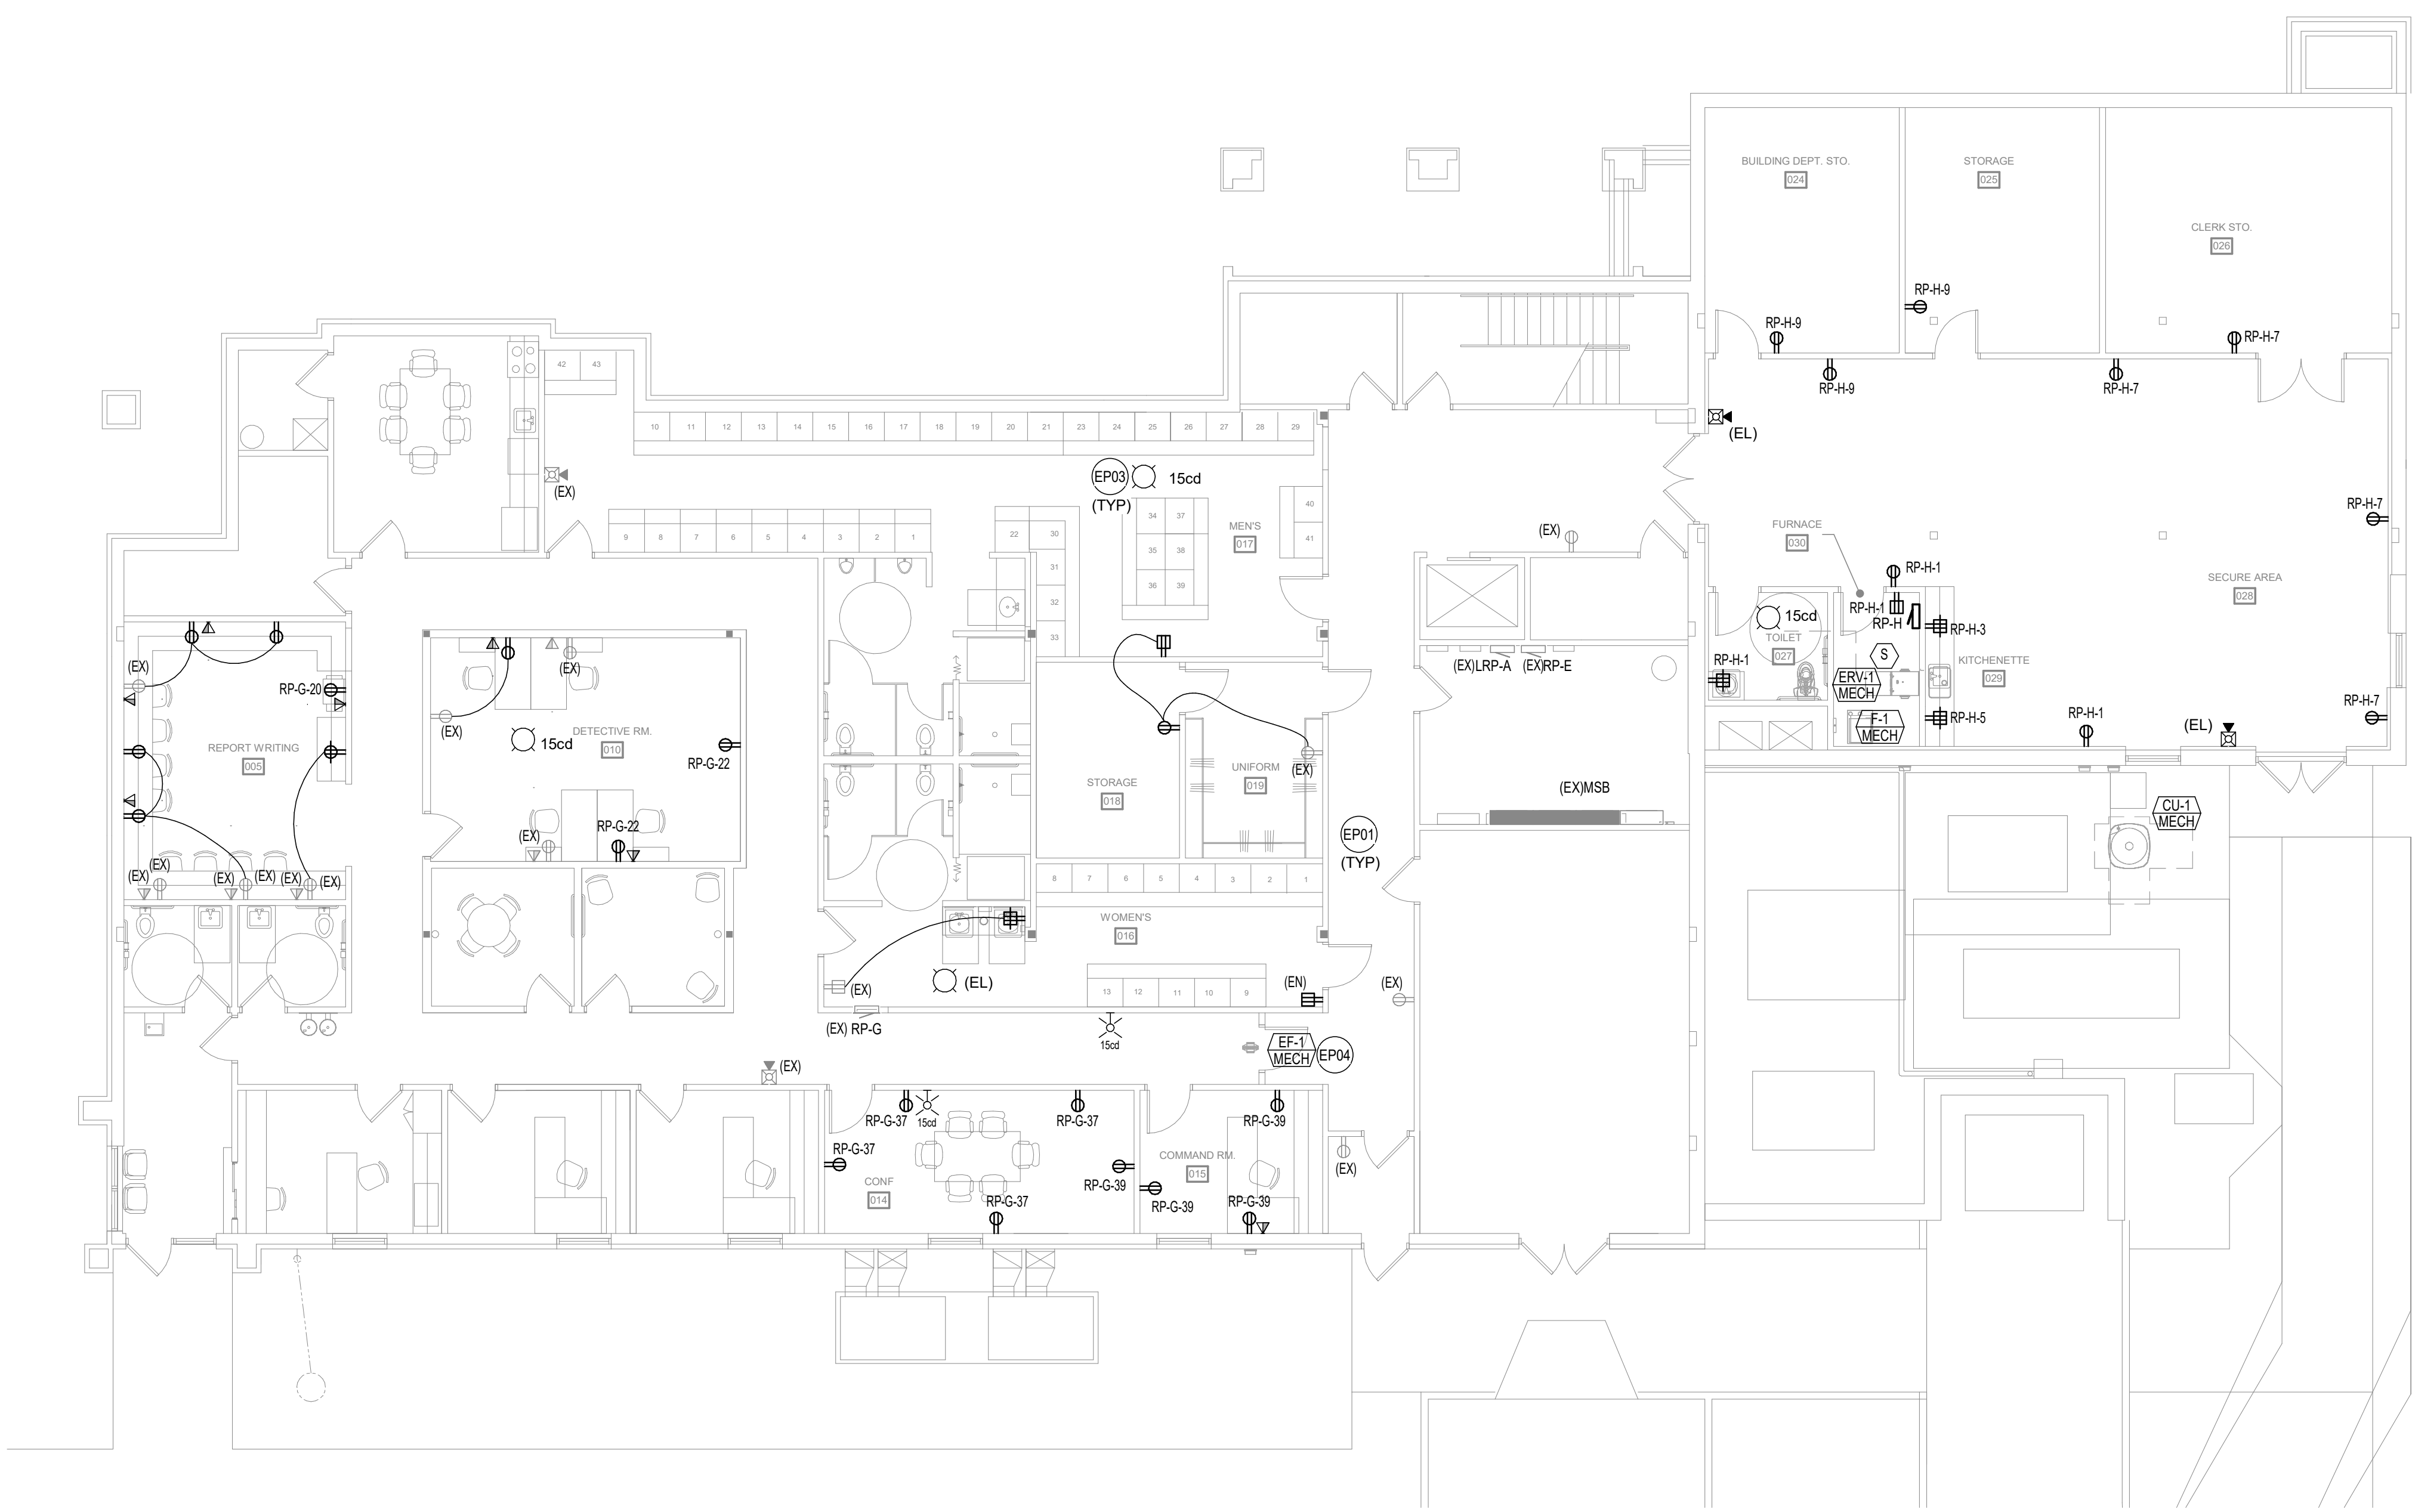 BUILDING DEPT. STO.
024
STORAGE
025
CLERK STO.
026
RP-H-9
RP-H-9
RP-H-7
RP-H-9
RP-H-7
42
43
10
11
12
13
14
15
16
17
18
19
20
21
23
24
25
26
27
28
29
(EL)
EP03
15cd
(TYP)
(EX)
40
41
34
37
35
38
36
39
MEN'S
017
22
30
31
32
33
9
8
7
6
5
4
3
2
1
(EX)
FURNACE
030
RP-H-7
RP-H-1
SECURE AREA
028
RP-H-1
RP-H
15cd
TOILET
027
RP-H-3
S
KITCHENETTE
029
RP-H-1
ERV-1
MECH
F-1
MECH
RP-H-5
RP-H-1
(EL)
RP-H-7
(EX)
(EX)
(EX)LRP-A
(EX)RP-E
RP-G-20
(EX)
15cd
DETECTIVE RM.
010
REPORT WRITING
005
RP-G-22
UNIFORM
019
(EX)
STORAGE
018
(EX)MSB
CU-1
MECH
(EX)
RP-G-22
EP01
(TYP)
(EX)
(EX)
(EX)
(EX)
(EX)
8
7
6
5
4
3
2
1
WOMEN'S
016
(EL)
(EX)
13
12
11
10
9
(EN)
(EX)
(EX) RP-G
15cd
EF-1
MECH
EP04
(EX)
RP-G-37
15cd
RP-G-37
RP-G-39
RP-G-37
COMMAND RM.
015
(EX)
CONF
014
RP-G-39
RP-G-37
RP-G-39
RP-G-39